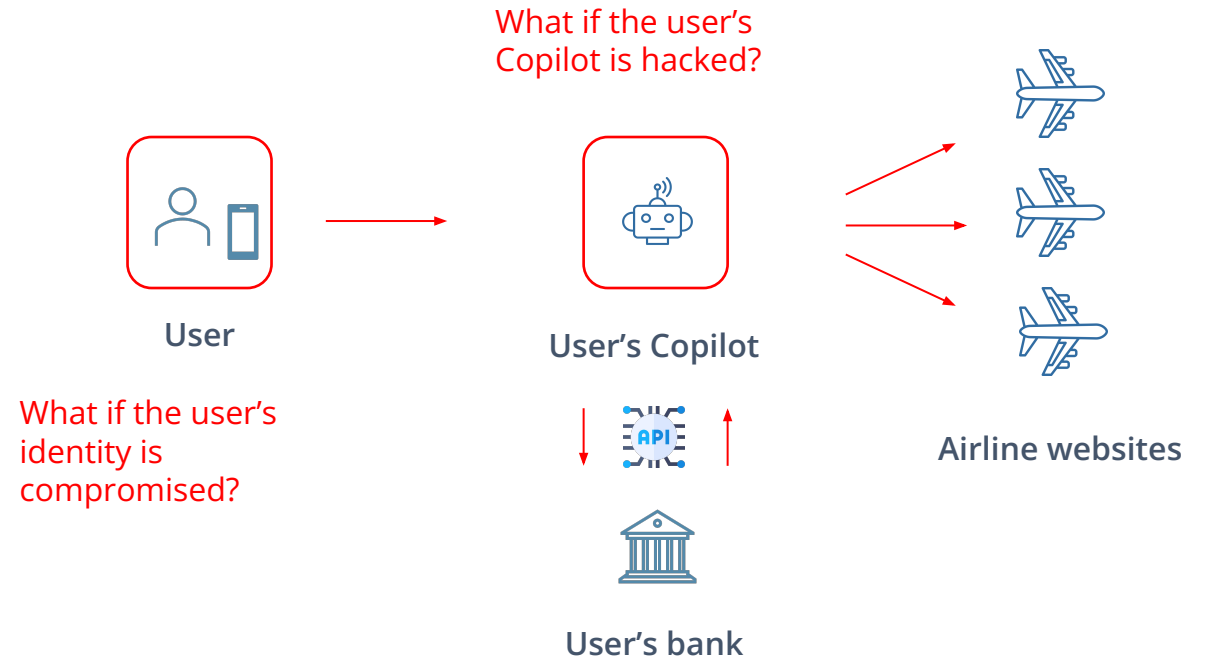 What if the user's
Copilot is hacked?
User
User's Copilot
What if the user's
identity is
compromised?
API
Airline websites
User's bank